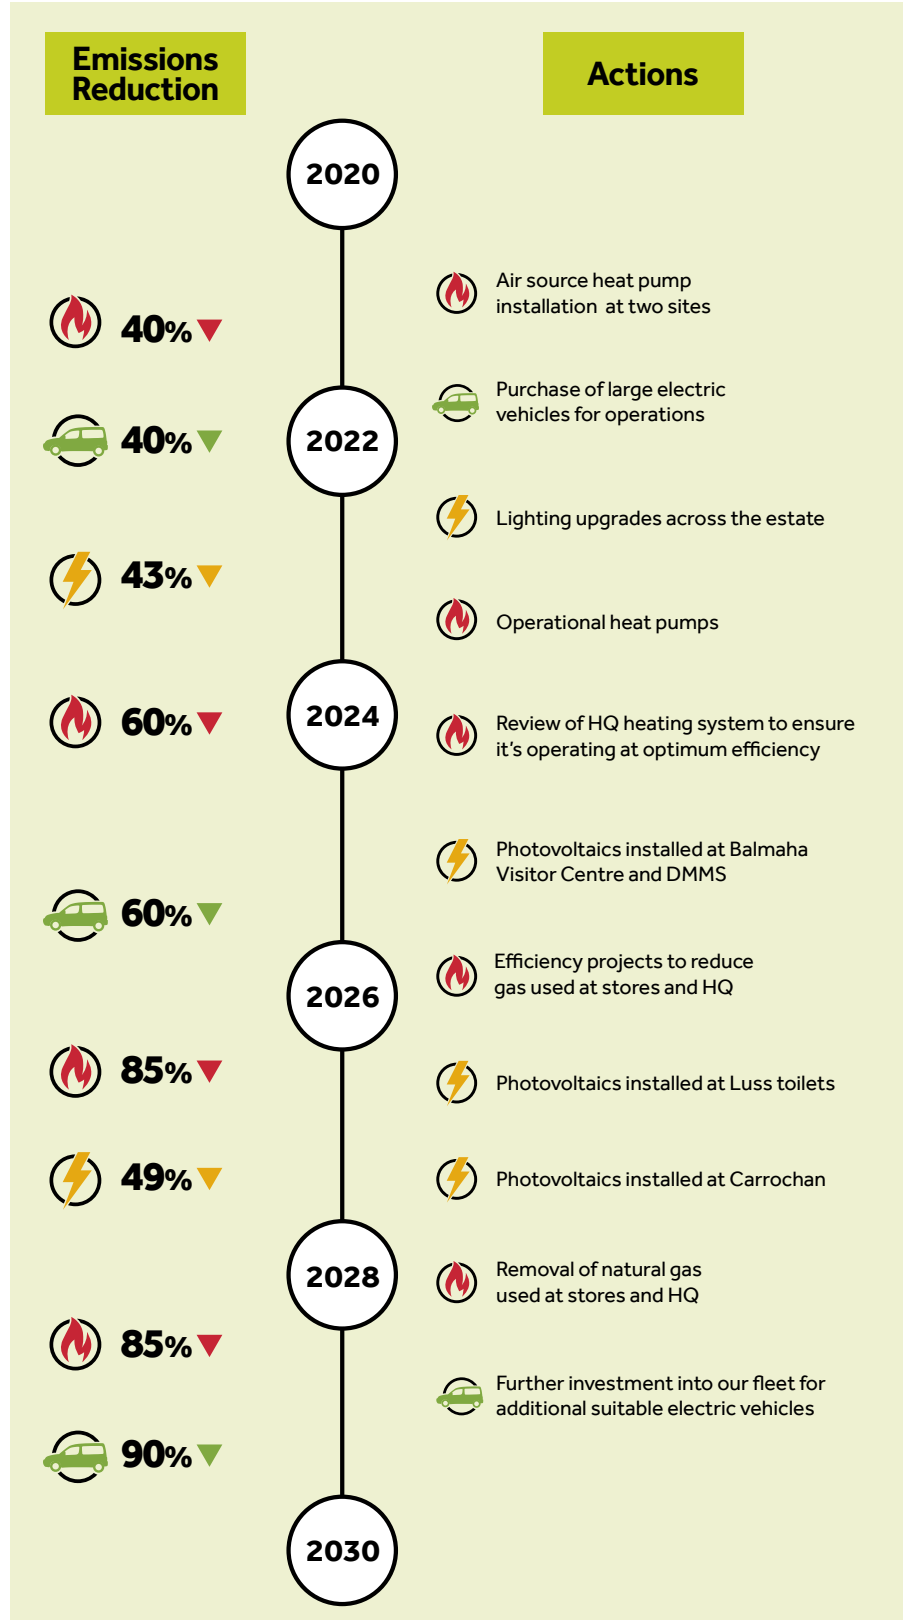 Emissions
Reduction
Actions
2020
Air source heat pump
installation at two sites
40%
Purchase of large electric
vehicles for operations
40%
2022
Lighting upgrades across the estate
43%
Operational heat pumps
60%
2024
Review of HQ heating system to ensure
it's operating at optimum efficiency
Photovoltaics installed at Balmaha
Visitor Centre and DMMS
60%
Efficiency projects to reduce
gas used at stores and HQ
2026
85%
Photovoltaics installed at Luss toilets
49%
Photovoltaics installed at Carrochan
2028
Removal of natural gas
used at stores and HQ
85%
Further investment into our fleet for
additional suitable electric vehicles
90%
2030